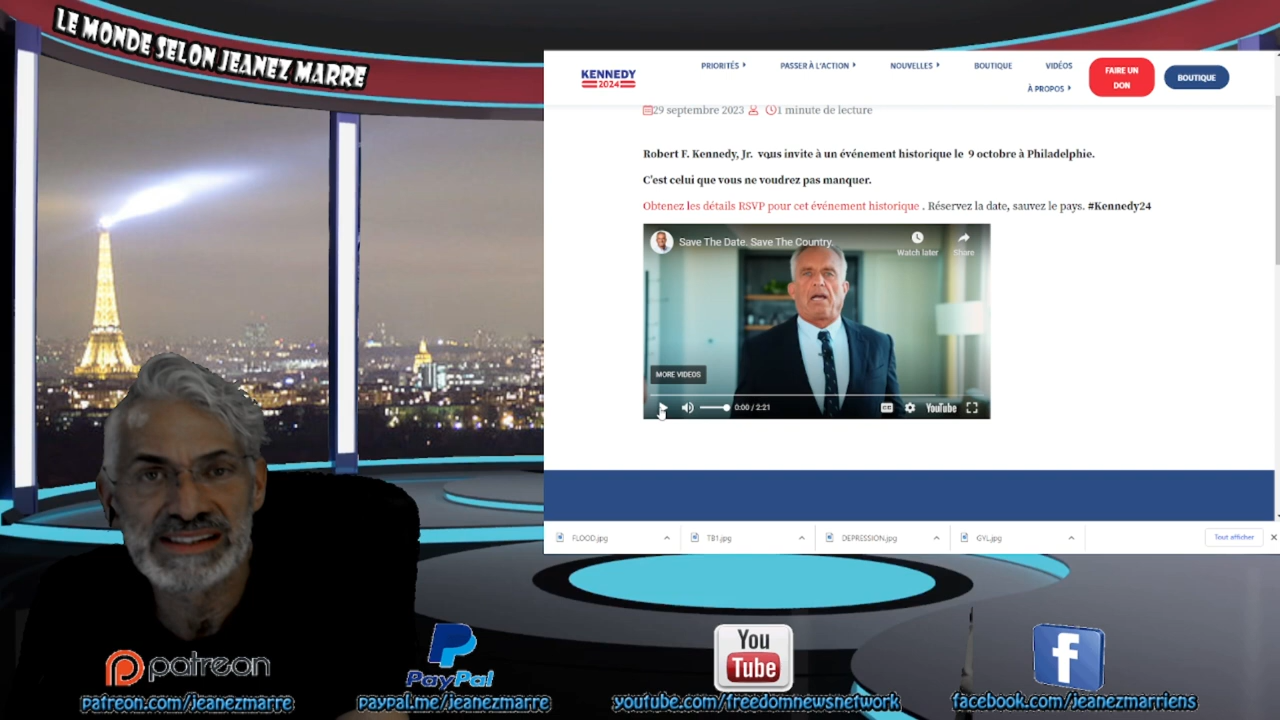 LE MONDE SELON JEANEZ MARRE
KENNEDY
2024
PRIORITÉS
PASSER À L'ACTION
NOUVELLES
BOUTIQUE
VIDÉOS
À PROPOS
FAIRE UN
DON
BOUTIQUE
29 septembre 2023
1 minute de lecture
Robert F. Kennedy, Jr. vous invite à un événement historique le 9 octobre à Philadelphie.
C'est celui que vous ne voudrez pas manquer.
Obtenez les détails RSVP pour cet événement historique . Réservez la date, sauvez le pays. #Kennedy24
Save The Date. Save The Country.
Watch later
Share
MORE VIDEOS
0:00 / 2:21
CC
YouTube
FLOOD.jpg
TB1.jpg
DEPRESSION.jpg
GYL.jpg
Tout afficher
patreon
PayPal
You
Tube
f
patreon.com/jeanezmarre
paypal.me/jeanezmarre
youtube.com/freedomnewsnetwork
facebook.com/jeanezmarriens